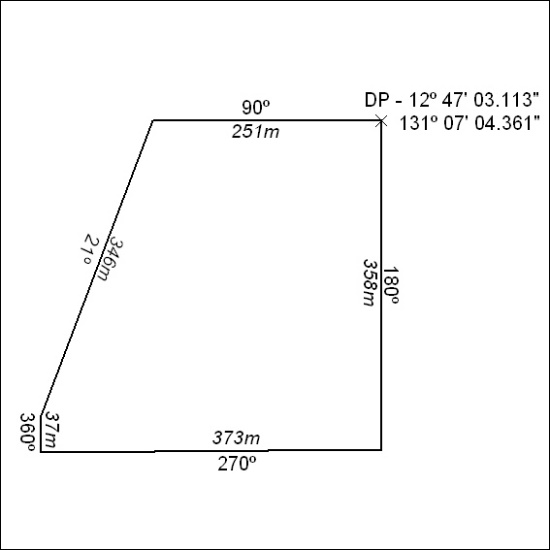 90º
251m
DP - 12º 47' 03.113"
131º 07' 04.361"
346m
21º
180º
358m
37m
360º
373m
270º